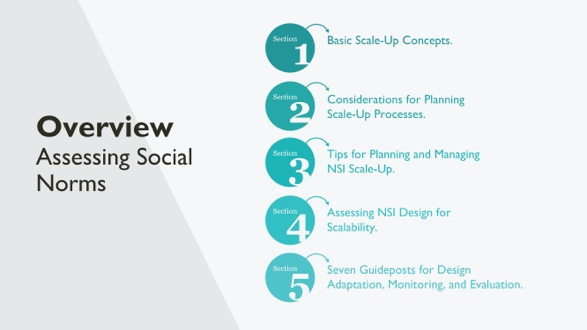 Overview
Assessing Social
Norms
Section
1
Basic Scale-Up Concepts.
Section
2
Considerations for Planning
Scale-Up Processes.
Section
3
Tips for Planning and Managing
NSI Scale-Up.
Section
4
Assessing NSI Design for
Scalability.
Section
5
Seven Guideposts for Design
Adaptation, Monitoring, and Evaluation.